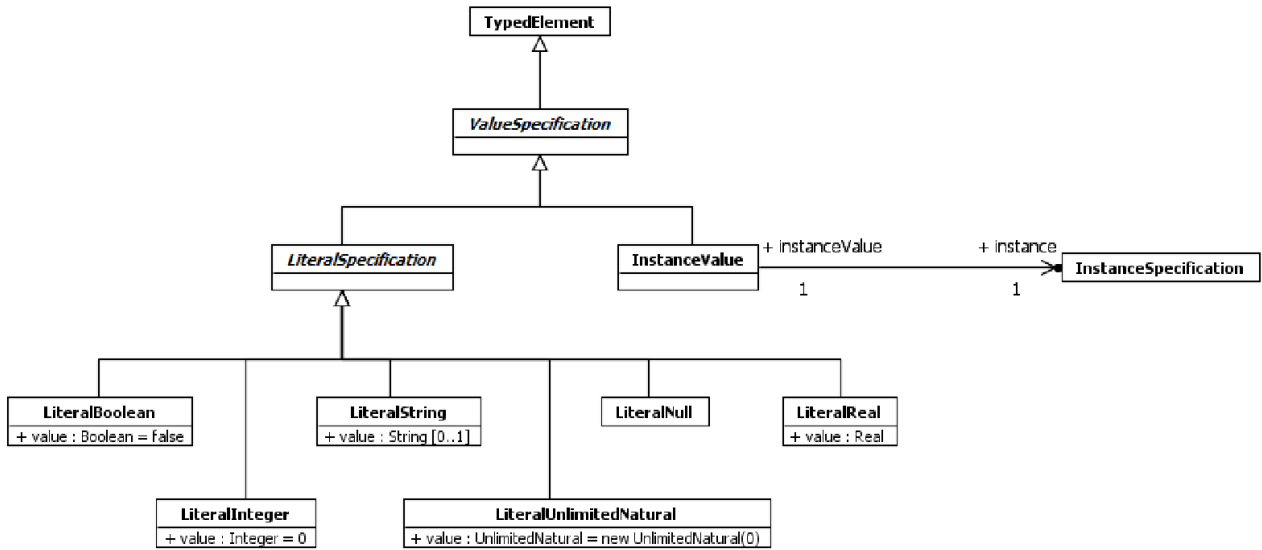 TypedElement
ValueSpecification
LiteralSpecification
InstanceValue
+ instanceValue
+ instance
1
1
InstanceSpecification
LiteralBoolean
+ value : Boolean = false
LiteralString
+ value : String [0..1]
LiteralNull
LiteralReal
+ value : Real
LiteralInteger
+ value : Integer = 0
LiteralUnlimitedNatural
+ value : UnlimitedNatural = new UnlimitedNatural(0)